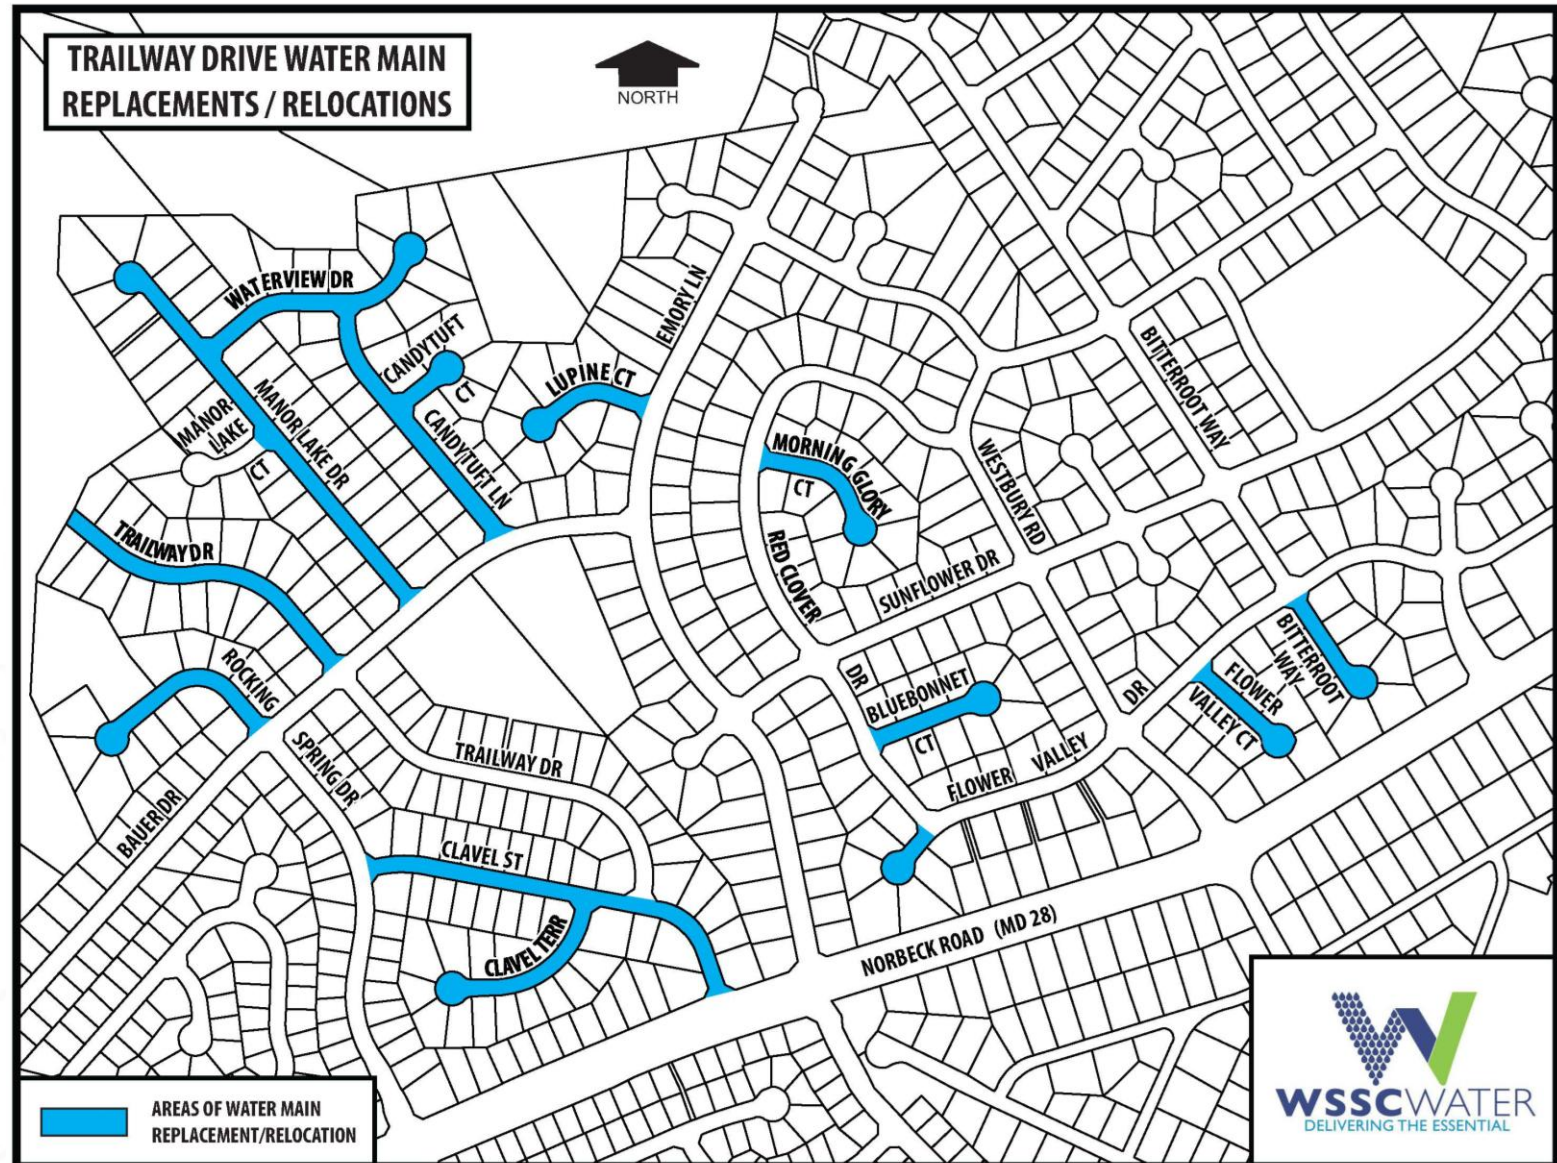 TRAILWAY DRIVE WATER MAIN
REPLACEMENTS / RELOCATIONS
NORTH
EMORY LN
WATERVIEW DR
CANDYTUFT
CT
LUPINE CT
BITTERROOT WAY
MANOR LAKE DR
MANOR-
LAKE
CT
CANDYTUFT LN
MORNING GLORY
CT
WESTBURY RD
TRAILWAY DR
RED CLOVER
DR
SUNFLOWER DR
BITTERROOT
WAY
ROCKING
SPRING DR
BLUEBONNET
CT
FLOWER
VALLEY CT
TRAILWAY DR
FLOWER VALLEY
DR
BAUER DR
CLAVEL ST
CLAVEL TERR
NORBECK ROAD (MD 28)
AREAS OF WATER MAIN
REPLACEMENT/RELOCATION
WSSCWATER
DELIVERING THE ESSENTIAL